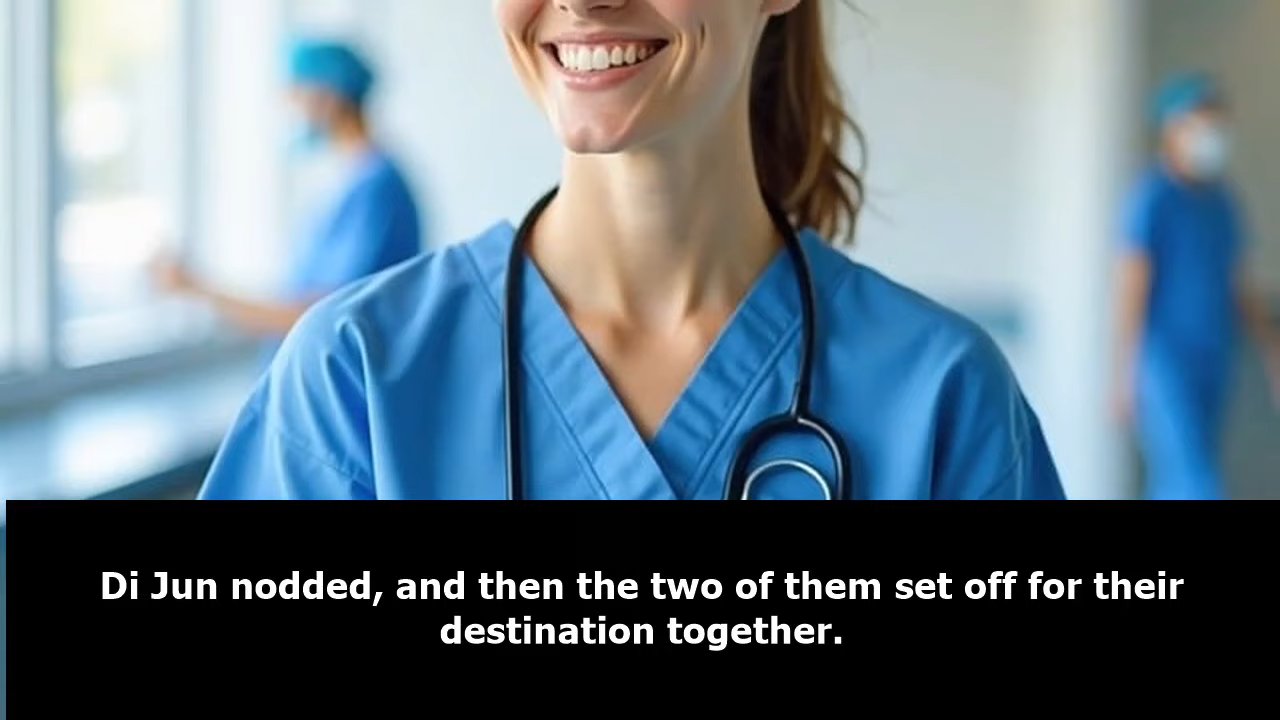 Di Jun nodded, and then the two of them set off for their
destination together.